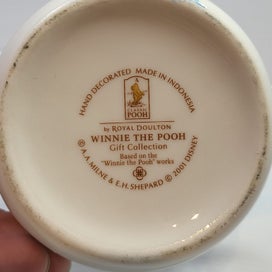 HAND DECORATED MADE IN INDONESIA
CLASSIC
POOH
by ROYAL DOULTON
WINNIE THE POOH
Gift Collection
Based on the
"Winnie the Pooh" works
© A.A. MILNE & E.H. SHEPARD © 2001 DISNEY